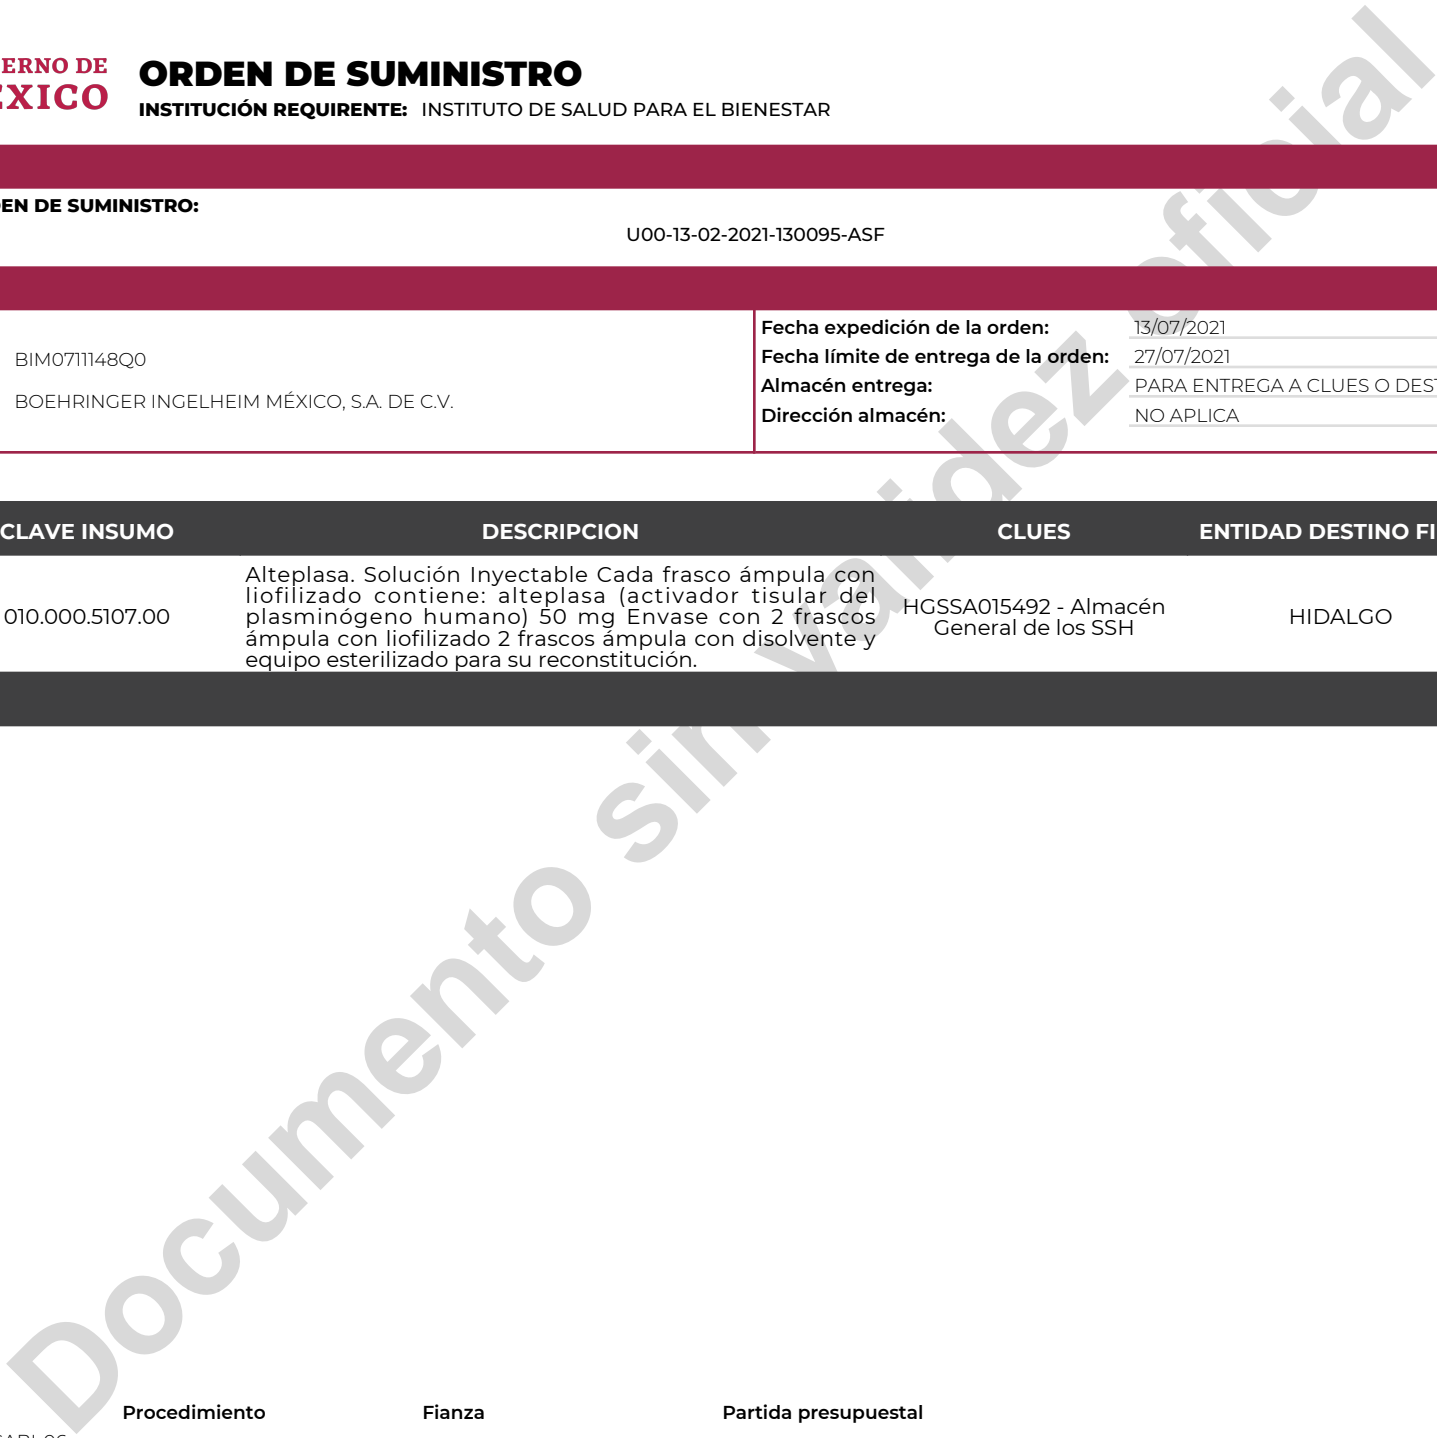 ERNO DE
ORDEN DE SUMINISTRO
INSTITUCIÓN REQUIRENTE: INSTITUTO DE SALUD PARA EL BIENESTAR
EN DE SUMINISTRO:
U00-13-02-2021-130095-ASF
BIM0711148Q0
BOEHRINGER INGELHEIM MÉXICO, S.A. DE C.V.
Fecha expedición de la orden: 13/07/2021
Fecha límite de entrega de la orden: 27/07/2021
Almacén entrega: PARA ENTREGA A CLUES O DEST
Dirección almacén: NO APLICA
CLAVE INSUMO DESCRIPCION CLUES ENTIDAD DESTINO FI
010.000.5107.00
Alteplasa. Solución Inyectable Cada frasco ámpula con
liofilizado contiene: alteplasa (activador tisular del
plasminógeno humano) 50 mg Envase con 2 frascos
ámpula con liofilizado 2 frascos ámpula con disolvente y
equipo esterilizado para su reconstitución.
HGSSA015492 - Almacén
General de los SSH
HIDALGO
Documento sin validez oficial
Procedimiento Fianza Partida presupuestal